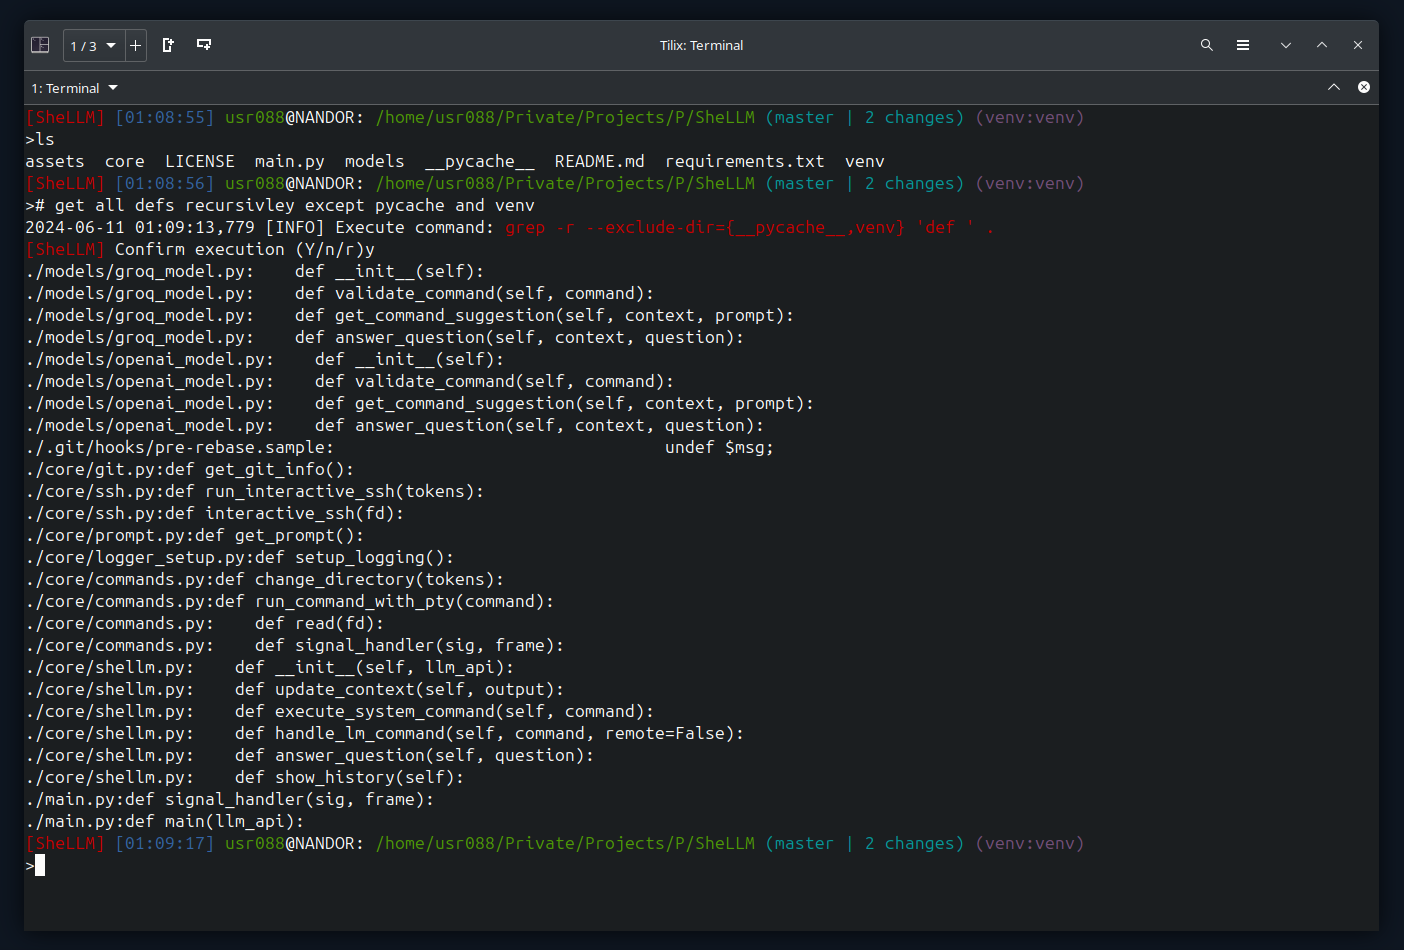 1 / 3
Tilix: Terminal
1: Terminal
[SheLLM] [01:08:55] usr088@NANDOR: /home/usr088/Private/Projects/P/SheLLM (master | 2 changes) (venv:venv)
>ls
assets  core  LICENSE  main.py  models  __pycache__  README.md  requirements.txt  venv
[SheLLM] [01:08:56] usr088@NANDOR: /home/usr088/Private/Projects/P/SheLLM (master | 2 changes) (venv:venv)
># get all defs recursivley except pycache and venv
2024-06-11 01:09:13,779 [INFO] Execute command: grep -r --exclude-dir={__pycache__,venv} 'def ' .
[SheLLM] Confirm execution (Y/n/r)y
./models/groq_model.py:    def __init__(self):
./models/groq_model.py:    def validate_command(self, command):
./models/groq_model.py:    def get_command_suggestion(self, context, prompt):
./models/groq_model.py:    def answer_question(self, context, question):
./models/openai_model.py:    def __init__(self):
./models/openai_model.py:    def validate_command(self, command):
./models/openai_model.py:    def get_command_suggestion(self, context, prompt):
./models/openai_model.py:    def answer_question(self, context, question):
./.git/hooks/pre-rebase.sample:                                 undef $msg;
./core/git.py:def get_git_info():
./core/ssh.py:def run_interactive_ssh(tokens):
./core/ssh.py:def interactive_ssh(fd):
./core/prompt.py:def get_prompt():
./core/logger_setup.py:def setup_logging():
./core/commands.py:def change_directory(tokens):
./core/commands.py:def run_command_with_pty(command):
./core/commands.py:    def read(fd):
./core/commands.py:    def signal_handler(sig, frame):
./core/shellm.py:    def __init__(self, llm_api):
./core/shellm.py:    def update_context(self, output):
./core/shellm.py:    def execute_system_command(self, command):
./core/shellm.py:    def handle_lm_command(self, command, remote=False):
./core/shellm.py:    def answer_question(self, question):
./core/shellm.py:    def show_history(self):
./main.py:def signal_handler(sig, frame):
./main.py:def main(llm_api):
[SheLLM] [01:09:17] usr088@NANDOR: /home/usr088/Private/Projects/P/SheLLM (master | 2 changes) (venv:venv)
>